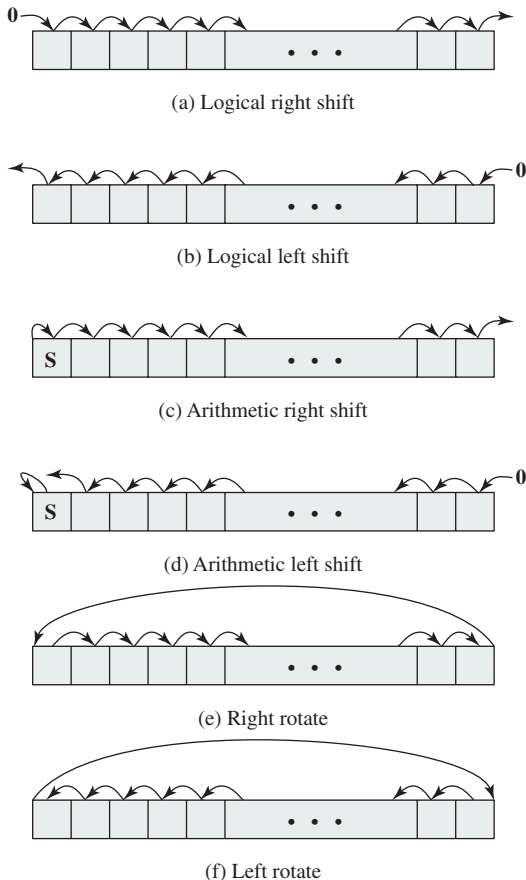 0
(a) Logical right shift
0
(b) Logical left shift
S
(c) Arithmetic right shift
0
S
(d) Arithmetic left shift
(e) Right rotate
(f) Left rotate